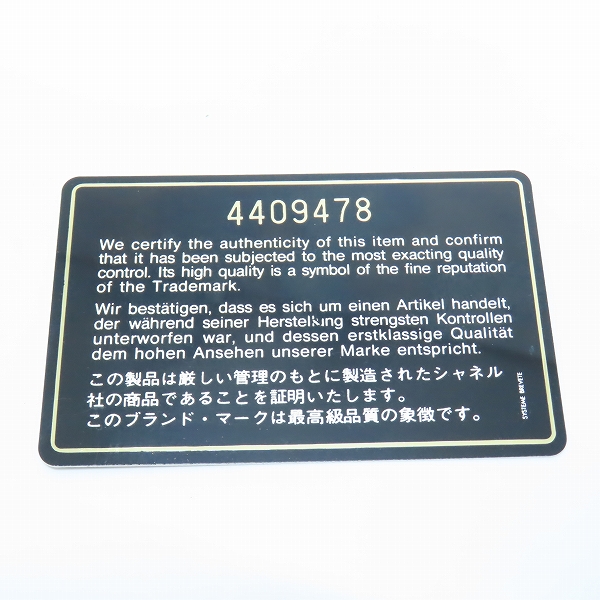 4409478
We certify the authenticity of this item and confirm
that it has been subjected to the most exacting quality
control. Its high quality is a symbol of the fine reputation
of the Trademark.
Wir bestätigen, dass es sich um einen Artikel handelt,
der während seiner Herstellung strengsten Kontrollen
unterworfen war, und dessen erstklassige Qualität
dem hohen Ansehen unserer Marke entspricht.
この製品は厳しい管理のもとに製造されたシャネル
社の商品であることを証明いたします。
このブランド・マークは最高級品質の象徴です。
SYSTEME BREVETE